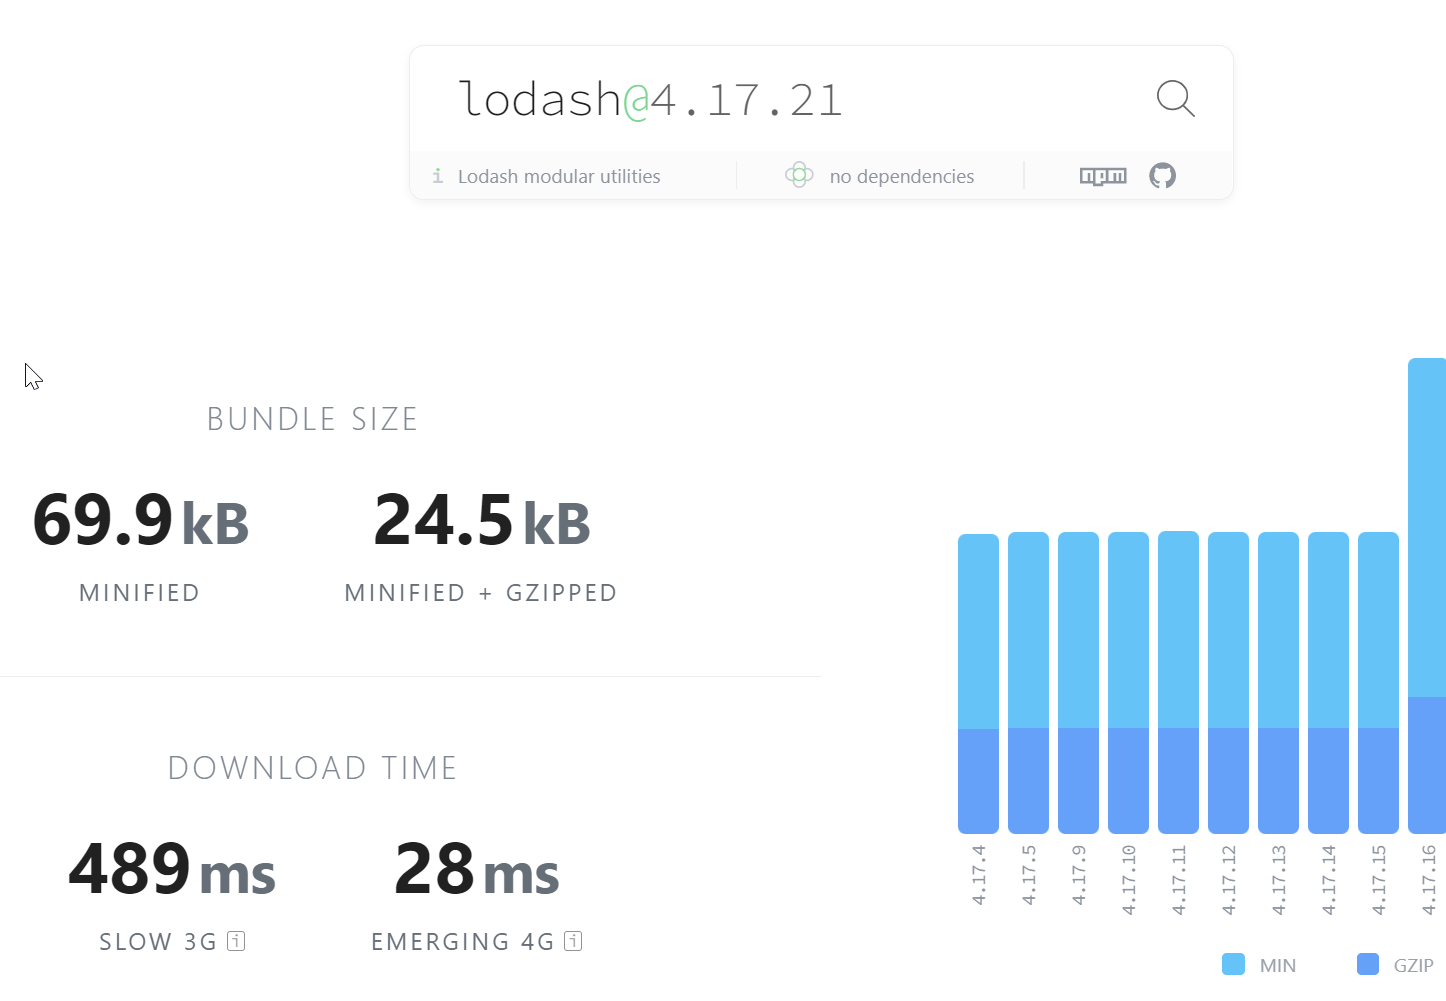 lodash@4.17.21
i Lodash modular utilities
no dependencies
npm
BUNDLE SIZE
69.9 kB
24.5 kB
MINIFIED
MINIFIED + GZIPPED
DOWNLOAD TIME
489 ms
28 ms
SLOW 3G i
EMERGING 4G i
4.17.4
4.17.5
4.17.9
4.17.10
4.17.11
4.17.12
4.17.13
4.17.14
4.17.15
4.17.16
MIN
GZIP